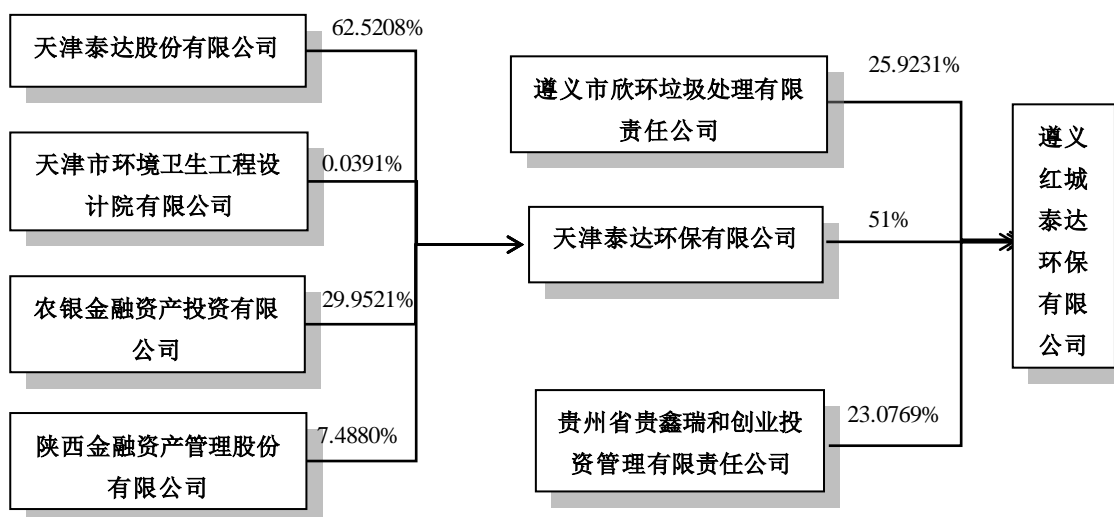 天津泰达股份有限公司
62.5208%
天津市环境卫生工程设
计院有限公司
0.0391%
农银金融资产投资有限
公司
29.9521%
陕西金融资产管理股份
有限公司
7.4880%
遵义市欣环垃圾处理有限
责任公司
25.9231%
天津泰达环保有限公司
51%
贵州省贵鑫瑞和创业投
资管理有限责任公司
23.0769%
遵义
红城
泰达
环保
有限
公司